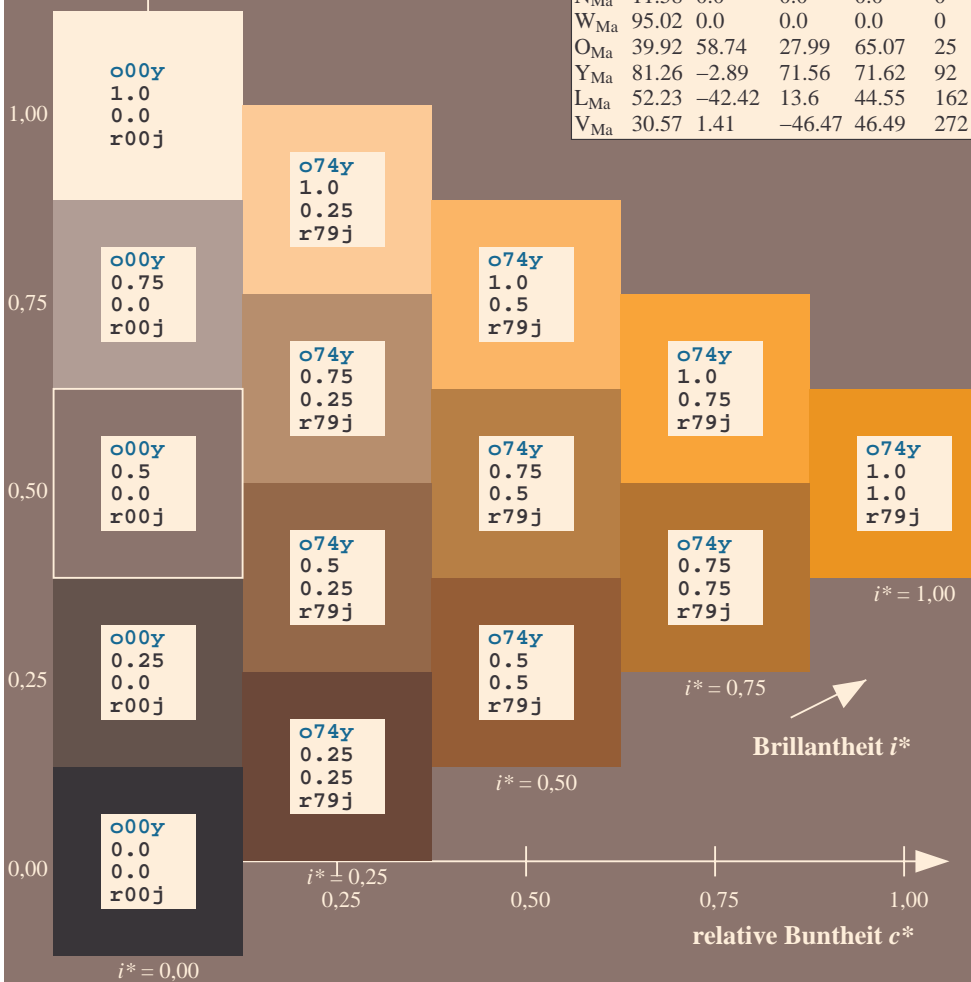 W_Ma 95.02 0.0 0.0 0.0 0
O_Ma 39.92 58.74 27.99 65.07 25
Y_Ma 81.26 −2.89 71.56 71.62 92
L_Ma 52.23 −42.42 13.6 44.55 162
V_Ma 30.57 1.41 −46.47 46.49 272
1,00
0,75
0,50
0,25
0,00
o00y
1.0
0.0
r00j
o00y
0.75
0.0
r00j
o00y
0.5
0.0
r00j
o00y
0.25
0.0
r00j
o00y
0.0
0.0
r00j
i* = 0,00
o74y
1.0
0.25
r79j
o74y
0.75
0.25
r79j
o74y
0.5
0.25
r79j
o74y
0.25
0.25
r79j
i* = 0,25
o74y
1.0
0.5
r79j
o74y
0.75
0.5
r79j
o74y
0.5
0.5
r79j
i* = 0,50
o74y
1.0
0.75
r79j
o74y
0.75
0.75
r79j
i* = 0,75
o74y
1.0
1.0
r79j
i* = 1,00
Brillantheit i*
0,25 0,50 0,75 1,00
relative Buntheit c*